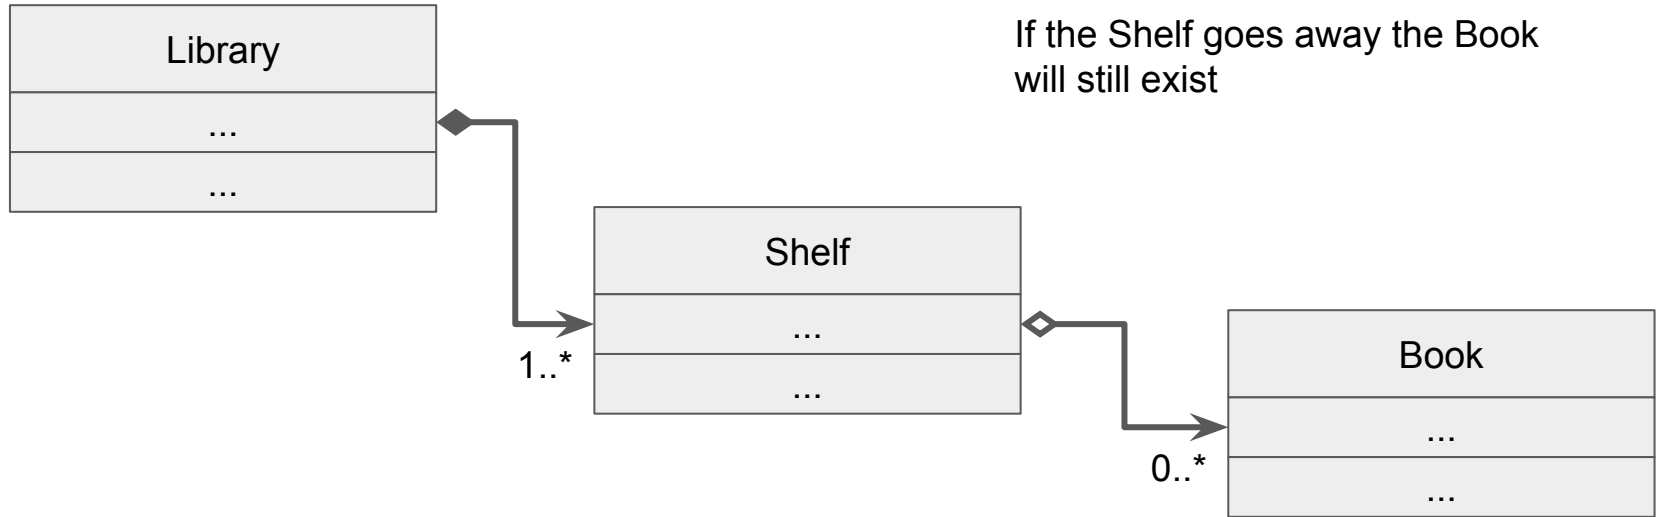 Library
...
...
If the Shelf goes away the Book
will still exist
Shelf
...
...
1..*
Book
...
...
0..*